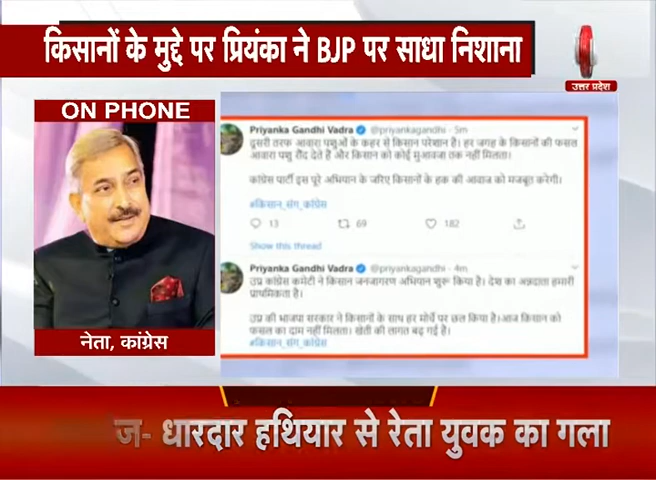 किसानों के मुद्दे पर प्रियंका ने BJP पर साधा निशाना
उत्तर प्रदेश
ON PHONE
नेता, कांग्रेस
Priyanka Gandhi Vadra @priyankagandhi · 5m
दूसरी तरफ आवारा पशुओं के कहर से किसान परेशान है। हर जगह के किसानों की फसल
आवारा पशु रौंद देते हैं और किसान को कोई मुआवजा तक नहीं मिलता।
कांग्रेस पार्टी इस पूरे अभियान के जरिए किसानों के हक की आवाज को मजबूत करेगी।
#किसान_संग_कांग्रेस
13 69 182
Show this thread
Priyanka Gandhi Vadra @priyankagandhi · 4m
उप्र कांग्रेस कमेटी ने किसान जनजागरण अभियान शुरू किया है। देश का अन्नदाता हमारी
प्राथमिकता है।
उप्र की भाजपा सरकार ने किसानों के साथ हर मोर्चे पर छल किया है।आज किसान को
फसल का दाम नहीं मिलता। खेती की लागत बढ़ गई है।
#किसान_संग_कांग्रेस
ज- धारदार हथियार से रेता युवक का गला